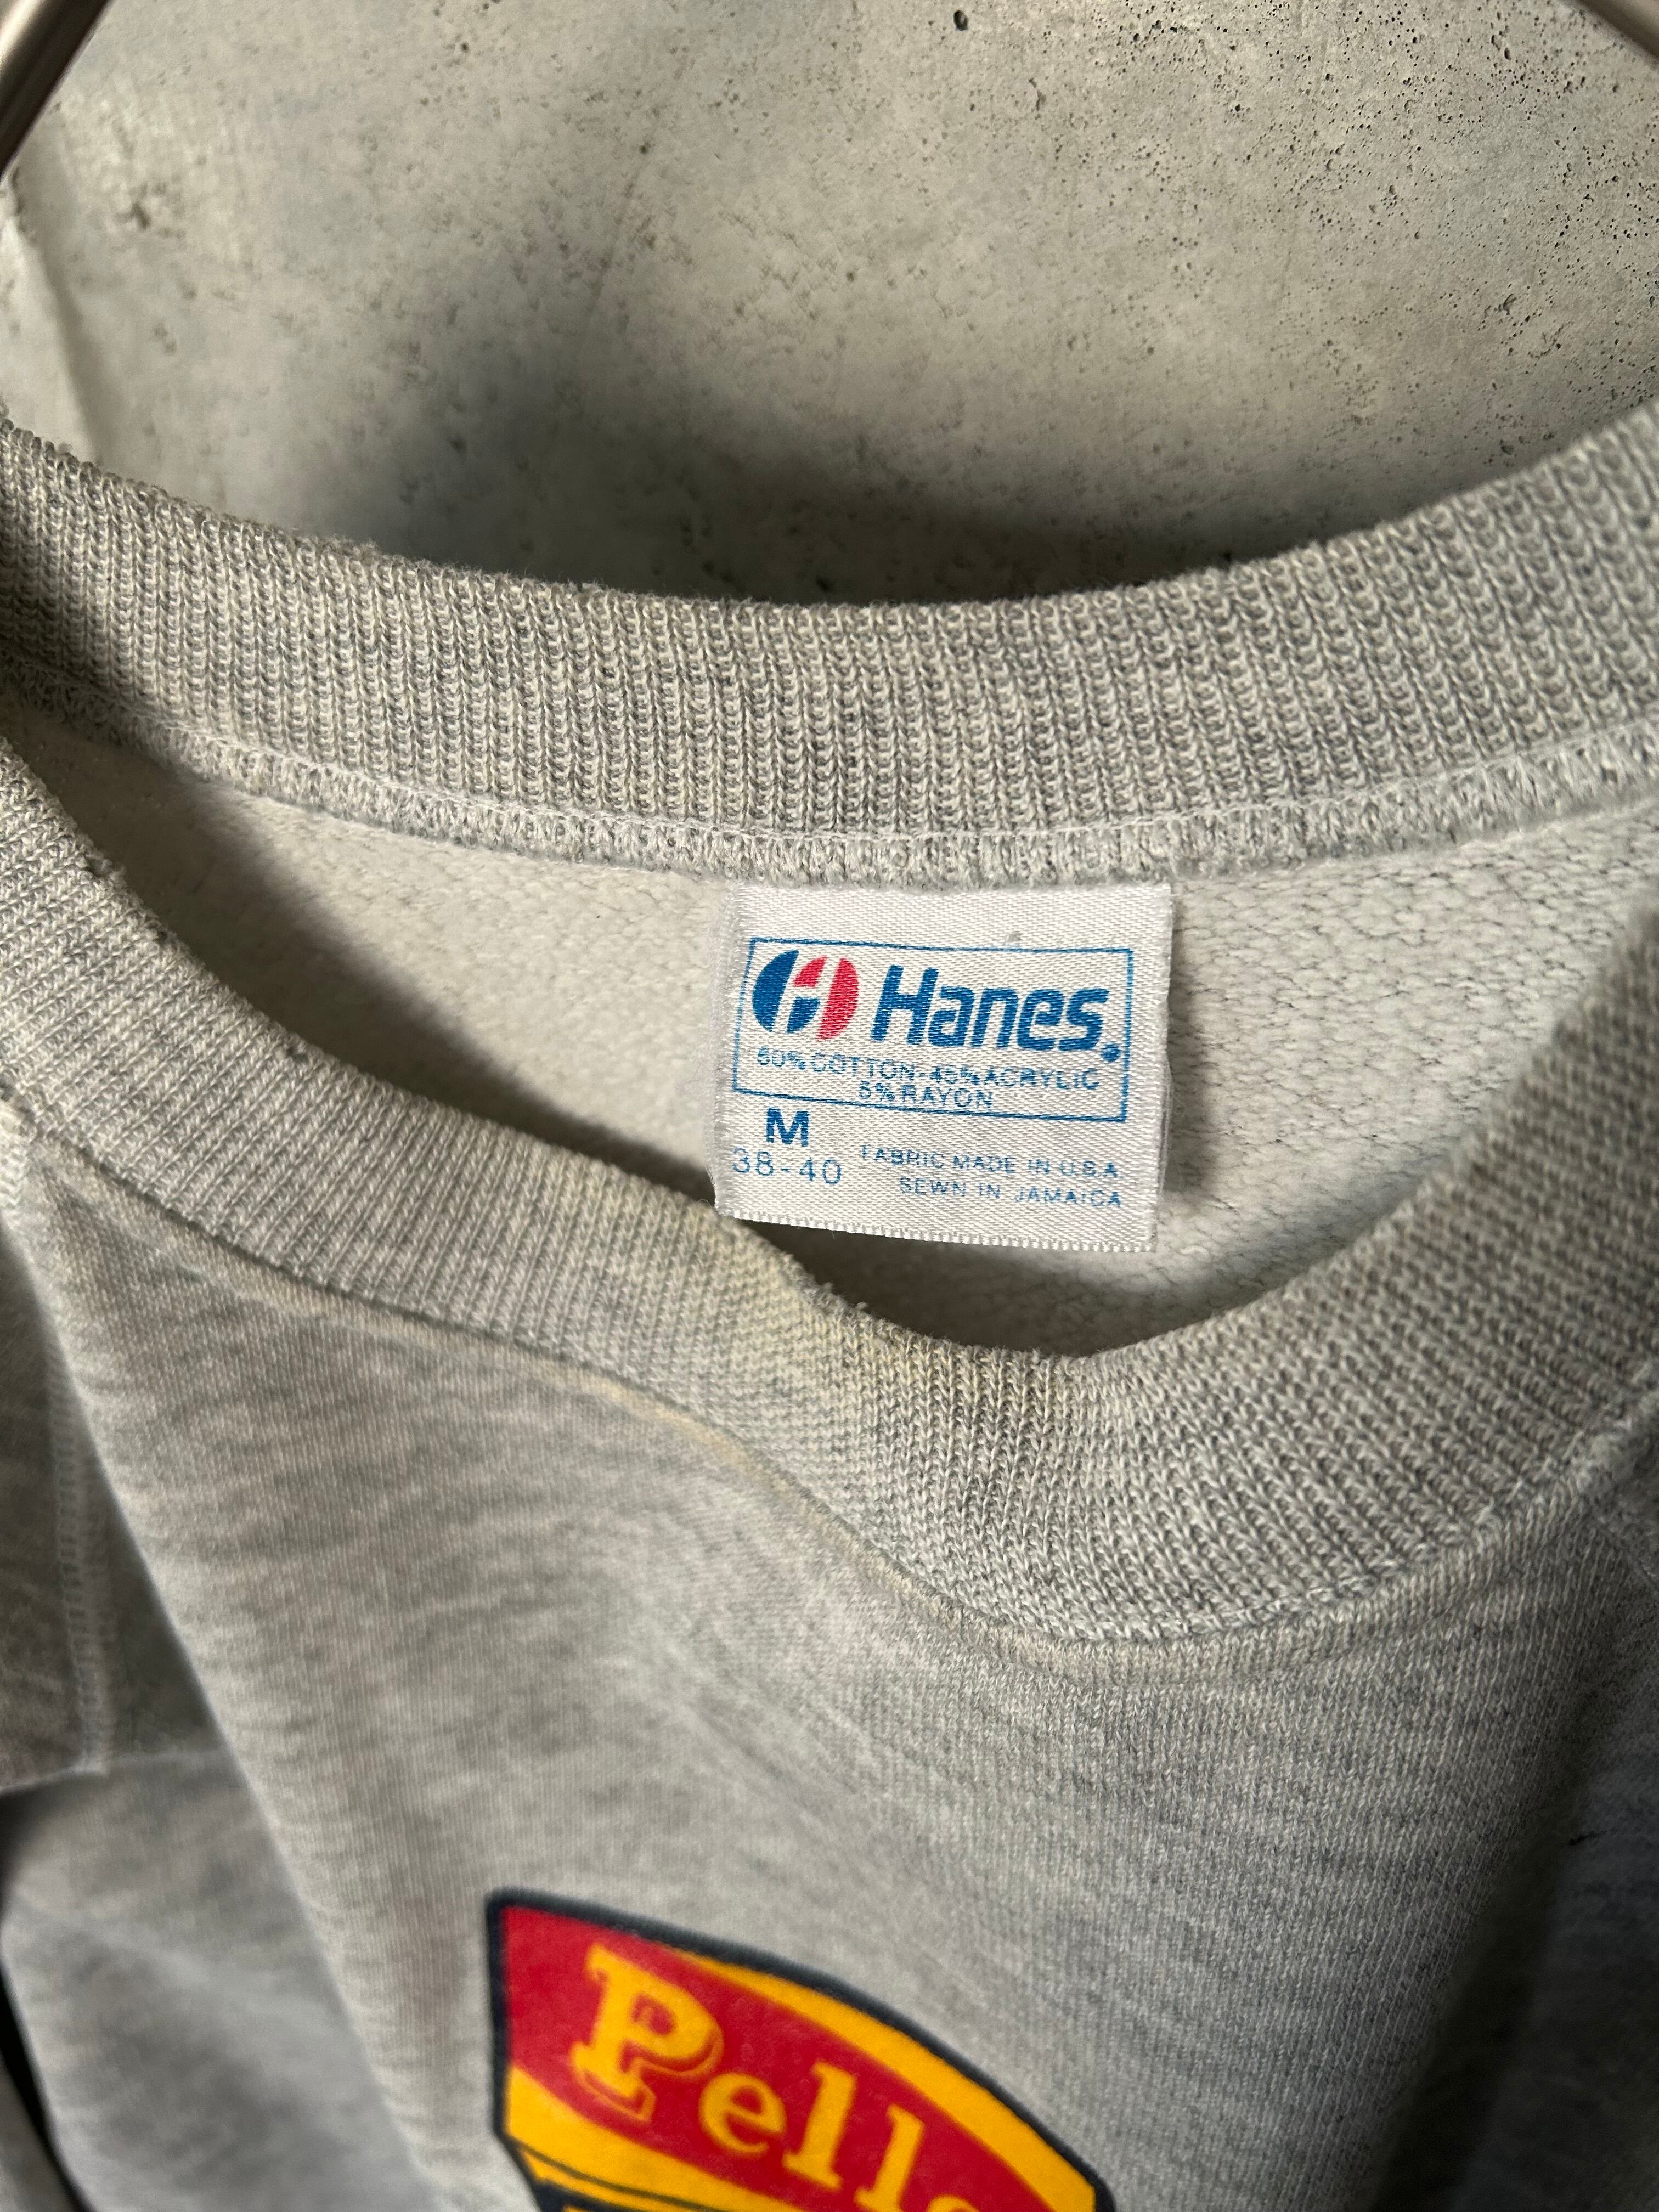 Hanes.
50% COTTON-45% ACRYLIC
5% RAYON
M
38-40
FABRIC MADE IN U.S.A.
SEWN IN JAMAICA
Pell